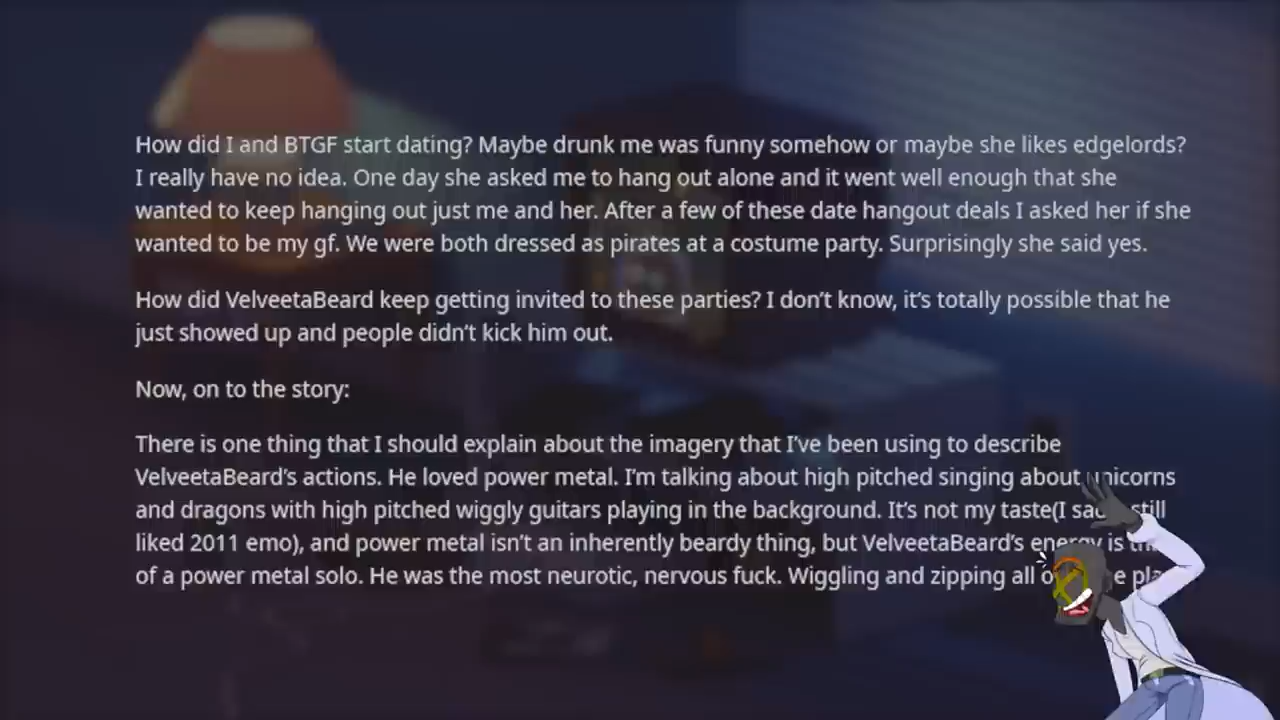 How did I and BTGF start dating? Maybe drunk me was funny somehow or maybe she likes edgelords?
I really have no idea. One day she asked me to hang out alone and it went well enough that she
wanted to keep hanging out just me and her. After a few of these date hangout deals I asked her if she
wanted to be my gf. We were both dressed as pirates at a costume party. Surprisingly she said yes.
How did VelveetaBeard keep getting invited to these parties? I don’t know, it’s totally possible that he
just showed up and people didn’t kick him out.
Now, on to the story:
There is one thing that I should explain about the imagery that I’ve been using to describe
VelveetaBeard’s actions. He loved power metal. I’m talking about high pitched singing about unicorns
and dragons with high pitched wiggly guitars playing in the background. It’s not my taste(I still
liked 2011 emo), and power metal isn’t an inherently beardy thing, but VelveetaBeard’s energy is
of a power metal solo. He was the most neurotic, nervous fuck. Wiggling and zipping all